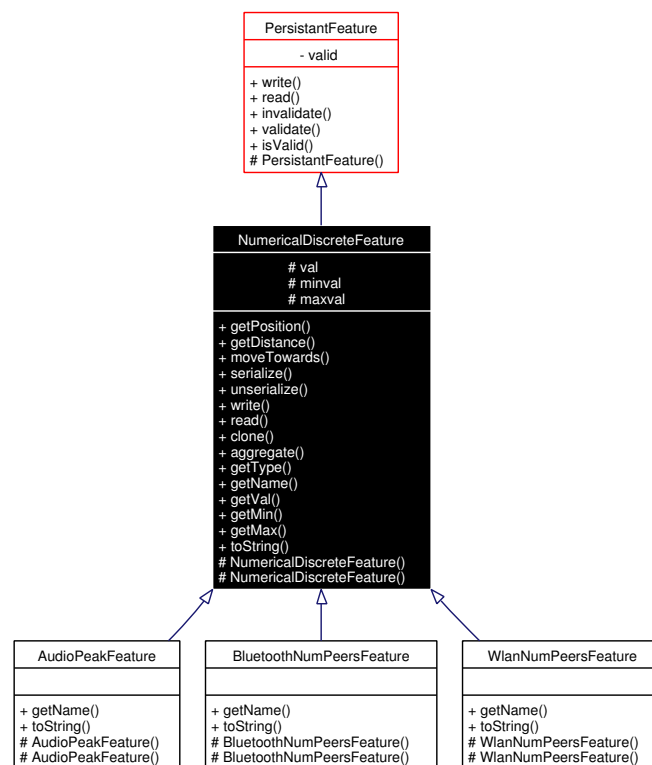 PersistantFeature
- valid
+ write()
+ read()
+ invalidate()
+ validate()
+ isValid()
# PersistantFeature()
NumericalDiscreteFeature
# val
# minval
# maxval
+ getPosition()
+ getDistance()
+ moveTowards()
+ serialize()
+ unserialize()
+ write()
+ read()
+ clone()
+ aggregate()
+ getType()
+ getName()
+ getVal()
+ getMin()
+ getMax()
+ toString()
# NumericalDiscreteFeature()
# NumericalDiscreteFeature()
AudioPeakFeature
+ getName()
+ toString()
# AudioPeakFeature()
# AudioPeakFeature()
BluetoothNumPeersFeature
+ getName()
+ toString()
# BluetoothNumPeersFeature()
# BluetoothNumPeersFeature()
WlanNumPeersFeature
+ getName()
+ toString()
# WlanNumPeersFeature()
# WlanNumPeersFeature()